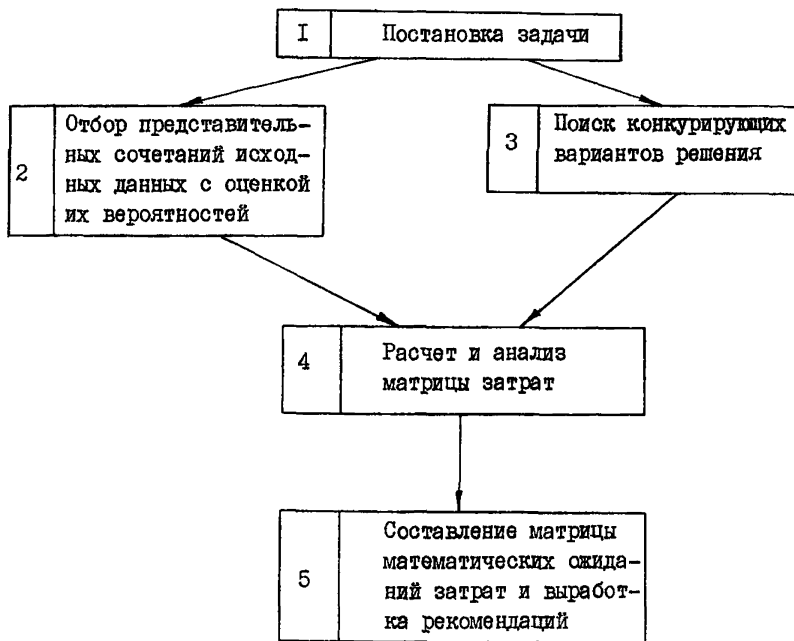 I Постановка задачи
2
Отбор представитель-
ных сочетаний исход-
ных данных с оценкой
их вероятностей
3
Поиск конкурирующих
вариантов решения
4
Расчет и анализ
матрицы затрат
5
Составление матрицы
математических ожида-
ний затрат и выработ-
ка рекомендаций